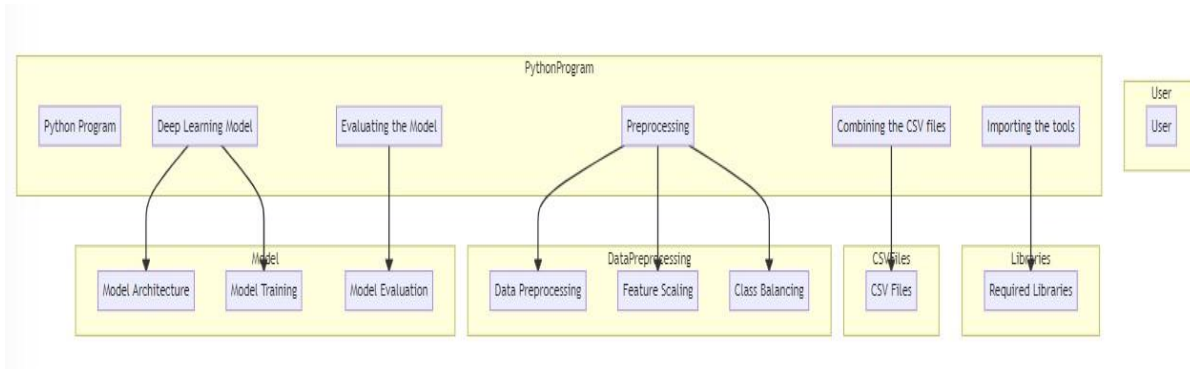 PythonProgram
User
Python Program
Deep Learning Model
Evaluating the Model
Preprocessing
Combining the CSV files
Importing the tools
User
Model
DataPreprocessing
CSVFiles
Libraries
Model Architecture
Model Training
Model Evaluation
Data Preprocessing
Feature Scaling
Class Balancing
CSV Files
Required Libraries